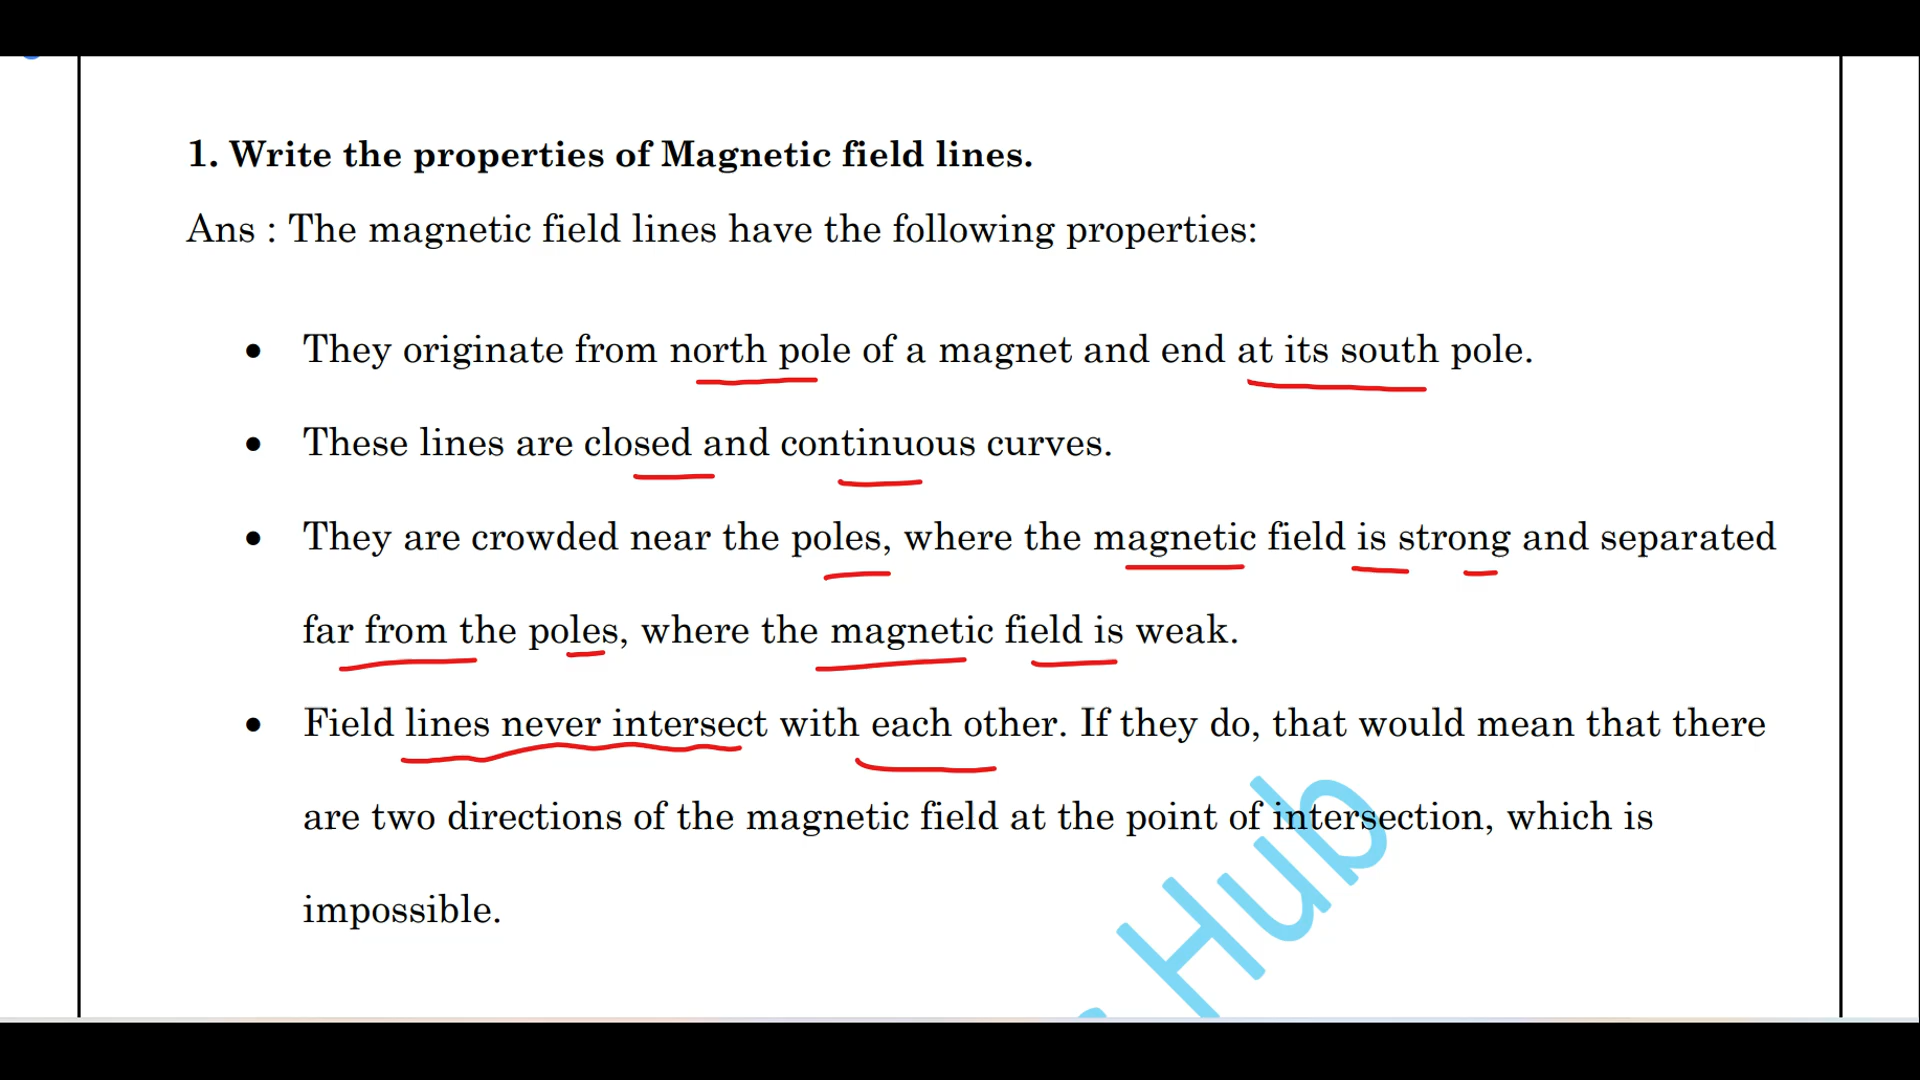 1. Write the properties of Magnetic field lines.
Ans : The magnetic field lines have the following properties:
• They originate from north pole of a magnet and end at its south pole.
• These lines are closed and continuous curves.
• They are crowded near the poles, where the magnetic field is strong and separated
far from the poles, where the magnetic field is weak.
• Field lines never intersect with each other. If they do, that would mean that there
are two directions of the magnetic field at the point of intersection, which is
impossible.
Hub